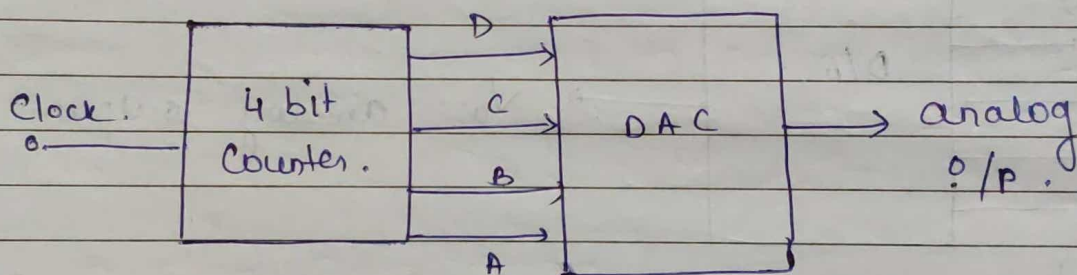 D
Clock.
4 bit
Counter.
C
DAC
analog
o/p.
B
A